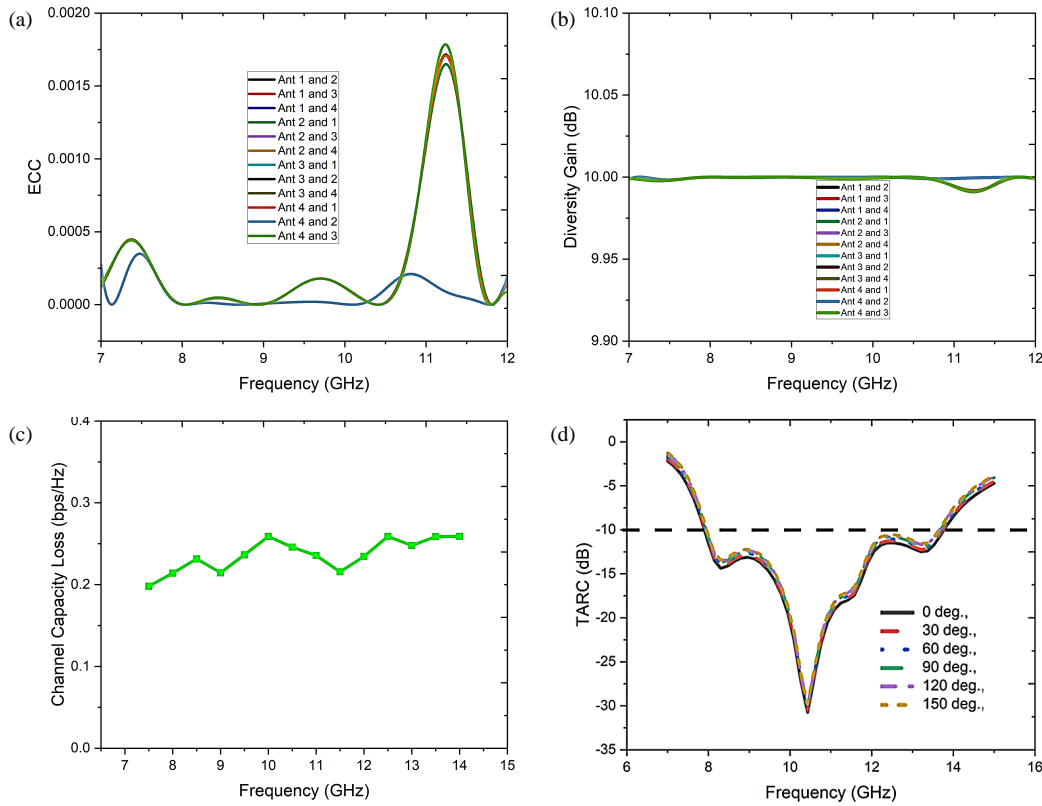 (a)
ECC
0.0020
0.0015
0.0010
0.0005
0.0000
Ant 1 and 2
Ant 1 and 3
Ant 1 and 4
Ant 2 and 1
Ant 2 and 3
Ant 2 and 4
Ant 3 and 1
Ant 3 and 2
Ant 3 and 4
Ant 4 and 1
Ant 4 and 2
Ant 4 and 3
7 8 9 10 11 12
Frequency (GHz)
(b)
Diversity Gain (dB)
10.10
10.05
10.00
9.95
9.90
Ant 1 and 2
Ant 1 and 3
Ant 1 and 4
Ant 2 and 1
Ant 2 and 3
Ant 2 and 4
Ant 3 and 1
Ant 3 and 2
Ant 3 and 4
Ant 4 and 1
Ant 4 and 2
Ant 4 and 3
7 8 9 10 11 12
Frequency (GHz)
(c)
Channel Capacity Loss (bps/Hz)
0.4
0.3
0.2
0.1
0.0
7 8 9 10 11 12 13 14 15
Frequency (GHz)
(d)
TARC (dB)
0
-5
-10
-15
-20
-25
-30
-35
0 deg.,
30 deg.,
60 deg.,
90 deg.,
120 deg.,
150 deg.,
6 8 10 12 14 16
Frequency (GHz)